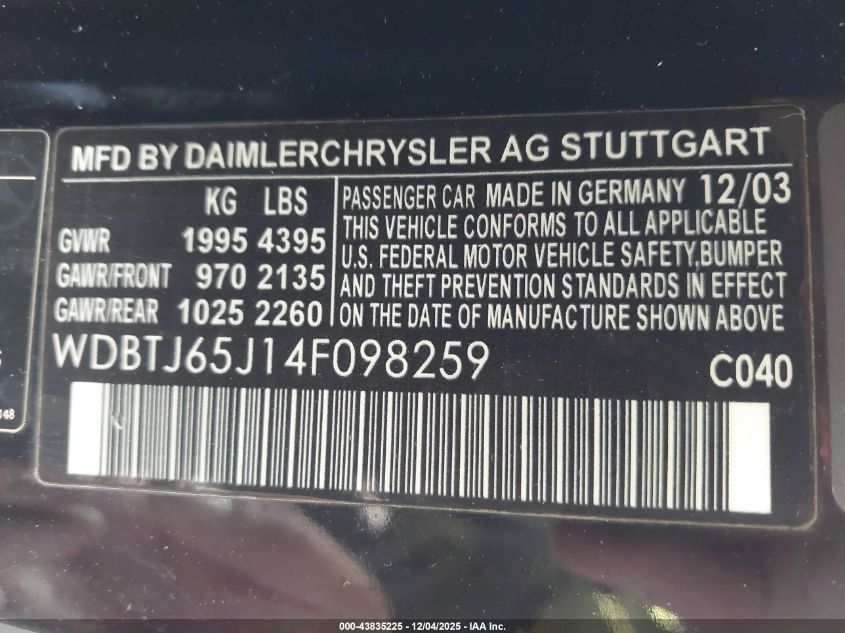 MFD BY DAIMLERCHRYSLER AG STUTTGART
KG LBS
GVWR 1995 4395
GAWR/FRONT 970 2135
GAWR/REAR 1025 2260
PASSENGER CAR MADE IN GERMANY 12/03
THIS VEHICLE CONFORMS TO ALL APPLICABLE
U.S. FEDERAL MOTOR VEHICLE SAFETY,BUMPER
AND THEFT PREVENTION STANDARDS IN EFFECT
ON THE DATE OF MANUFACTURE SHOWN ABOVE
WDBTJ65J14F098259
C040
000-43835225 - 12/04/2025 - IAA Inc.